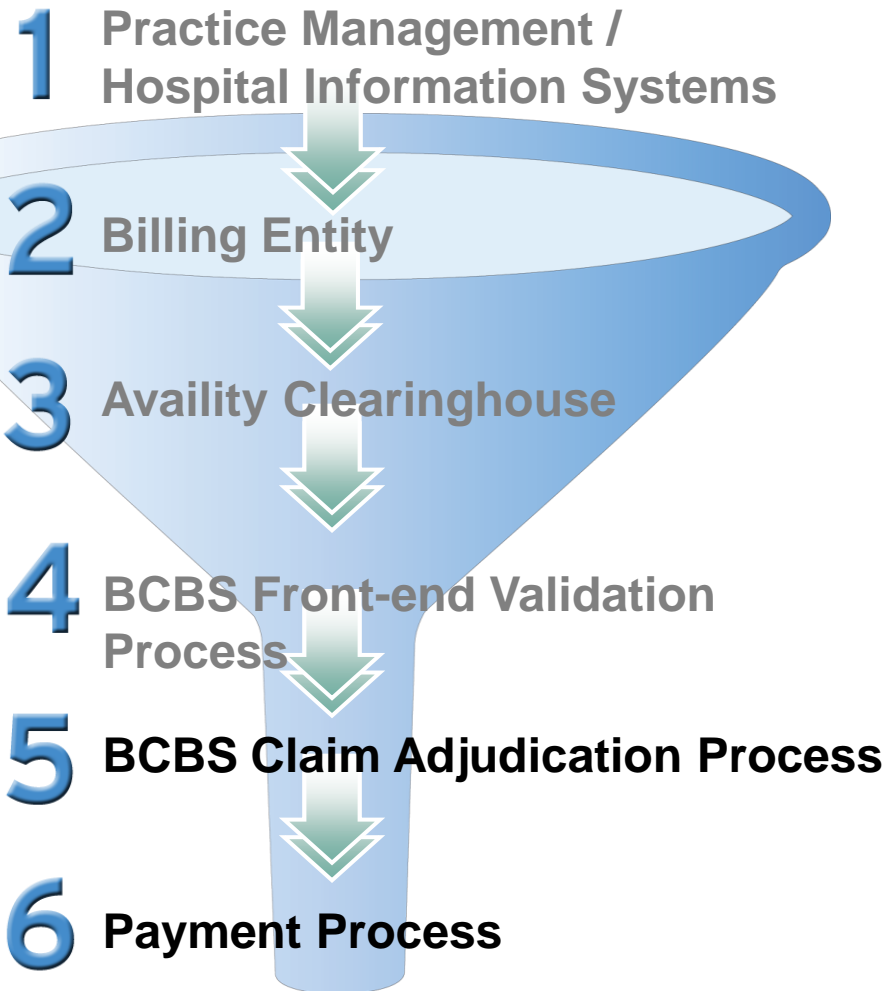 1 Practice Management /
Hospital Information Systems
2 Billing Entity
3 Availity Clearinghouse
4 BCBS Front-end Validation
Process
5 BCBS Claim Adjudication Process
6 Payment Process